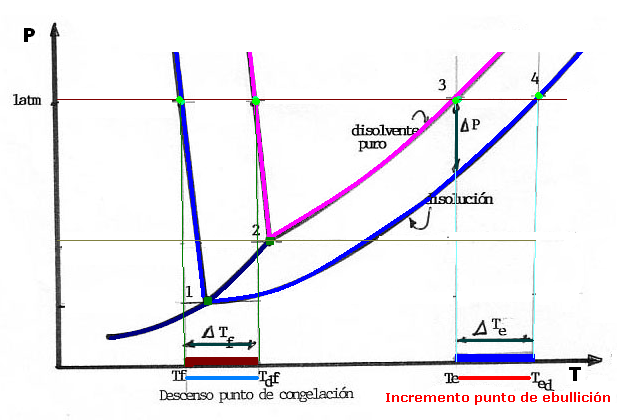 P
1atm
3
4
ΔP
disolvente
puro
disolución
2
1
ΔTf
ΔTe
Tf
Tdf
Te
Ted
T
Descenso punto de congelación
Incremento punto de ebullición